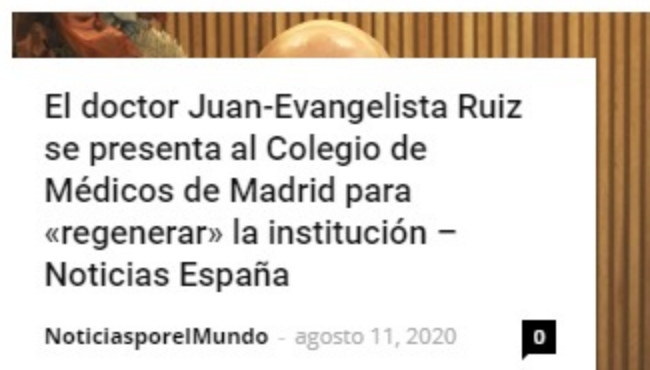 El doctor Juan-Evangelista Ruiz
se presenta al Colegio de
Médicos de Madrid para
«regenerar» la institución –
Noticias España
NoticiasporelMundo - agosto 11, 2020
0